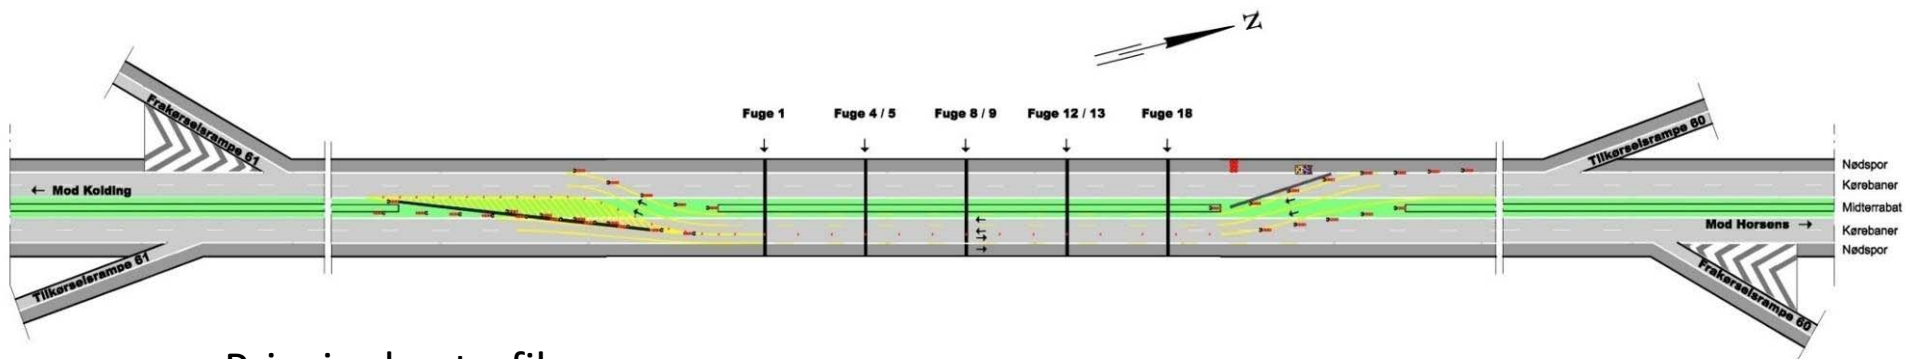 N
Fuge 1 Fuge 4 / 5 Fuge 8 / 9 Fuge 12 / 13 Fuge 18
Frakørselsrampe 61
Tilkørselsrampe 60
Nødspor
← Mod Kolding
Kørebaner
Midterrabat
Mod Horsens →
Kørebaner
Nødspor
Tilkørselsrampe 61
Frakørselsrampe 60